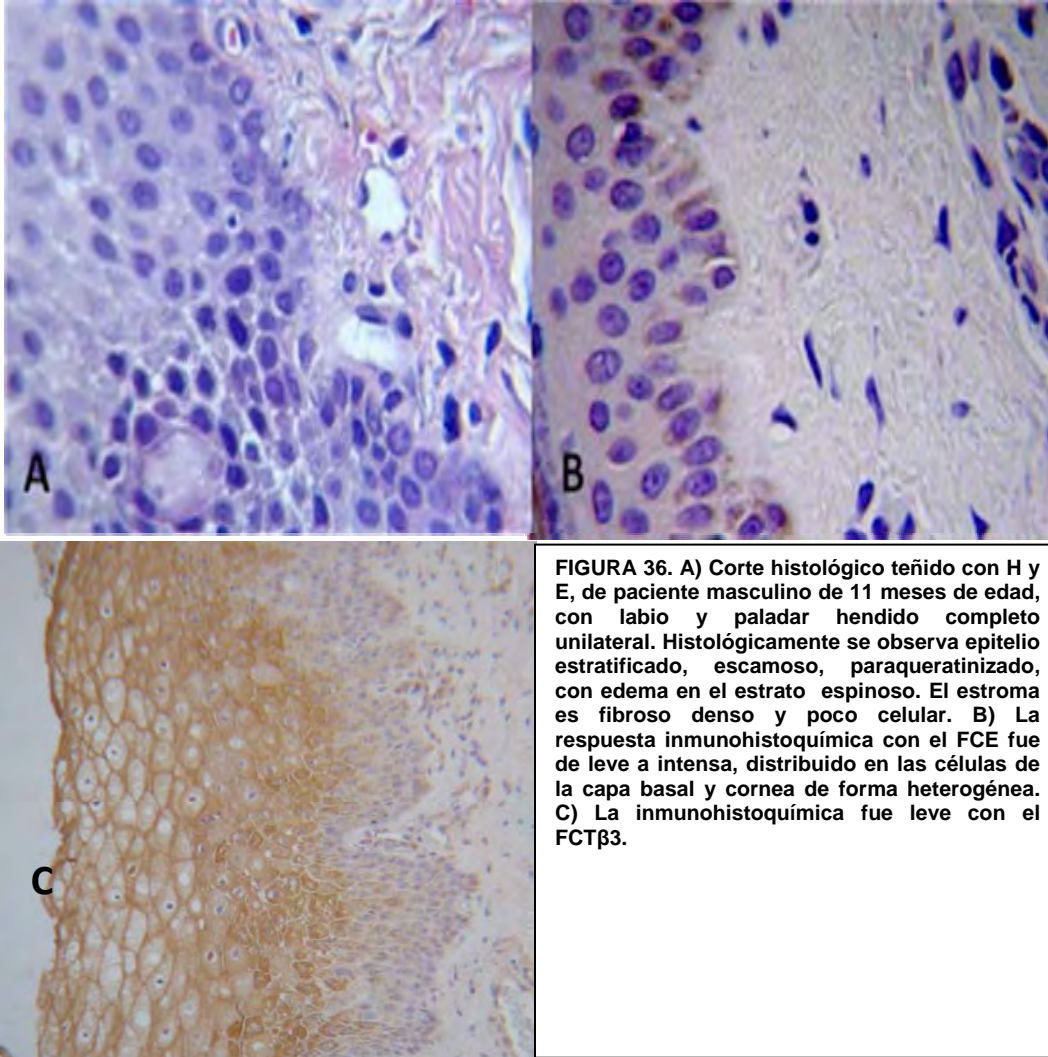 A
B
C
FIGURA 36. A) Corte histológico teñido con H y
E, de paciente masculino de 11 meses de edad,
con labio y paladar hendido completo
unilateral. Histológicamente se observa epitelio
estratificado, escamoso, paraqueratinizado,
con edema en el estrato espinoso. El estroma
es fibroso denso y poco celular. B) La
respuesta inmunohistoquímica con el FCE fue
de leve a intensa, distribuido en las células de
la capa basal y cornea de forma heterogénea.
C) La inmunohistoquímica fue leve con el
FCTβ3.